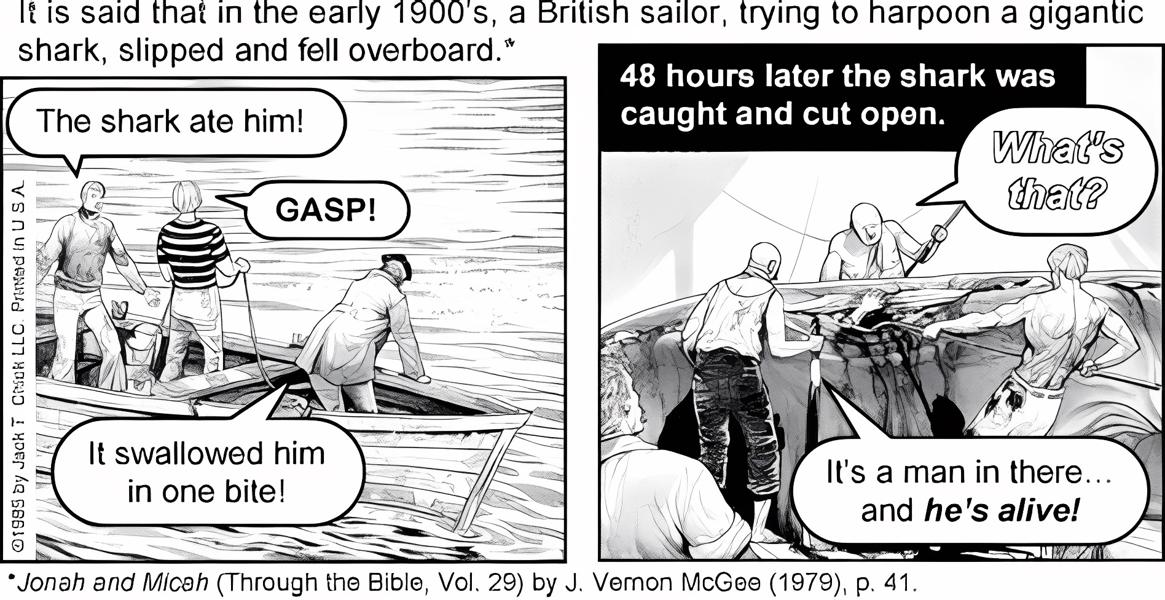 It is said that in the early 1900's, a British sailor, trying to harpoon a gigantic
shark, slipped and fell overboard.*
The shark ate him!
GASP!
It swallowed him
in one bite!
©1995 by Jack T Chick LLC. Printed in U S A
48 hours later the shark was
caught and cut open.
What's
that?
It's a man in there...
and he's alive!
*Jonah and Micah (Through the Bible, Vol. 29) by J. Vernon McGee (1979), p. 41.